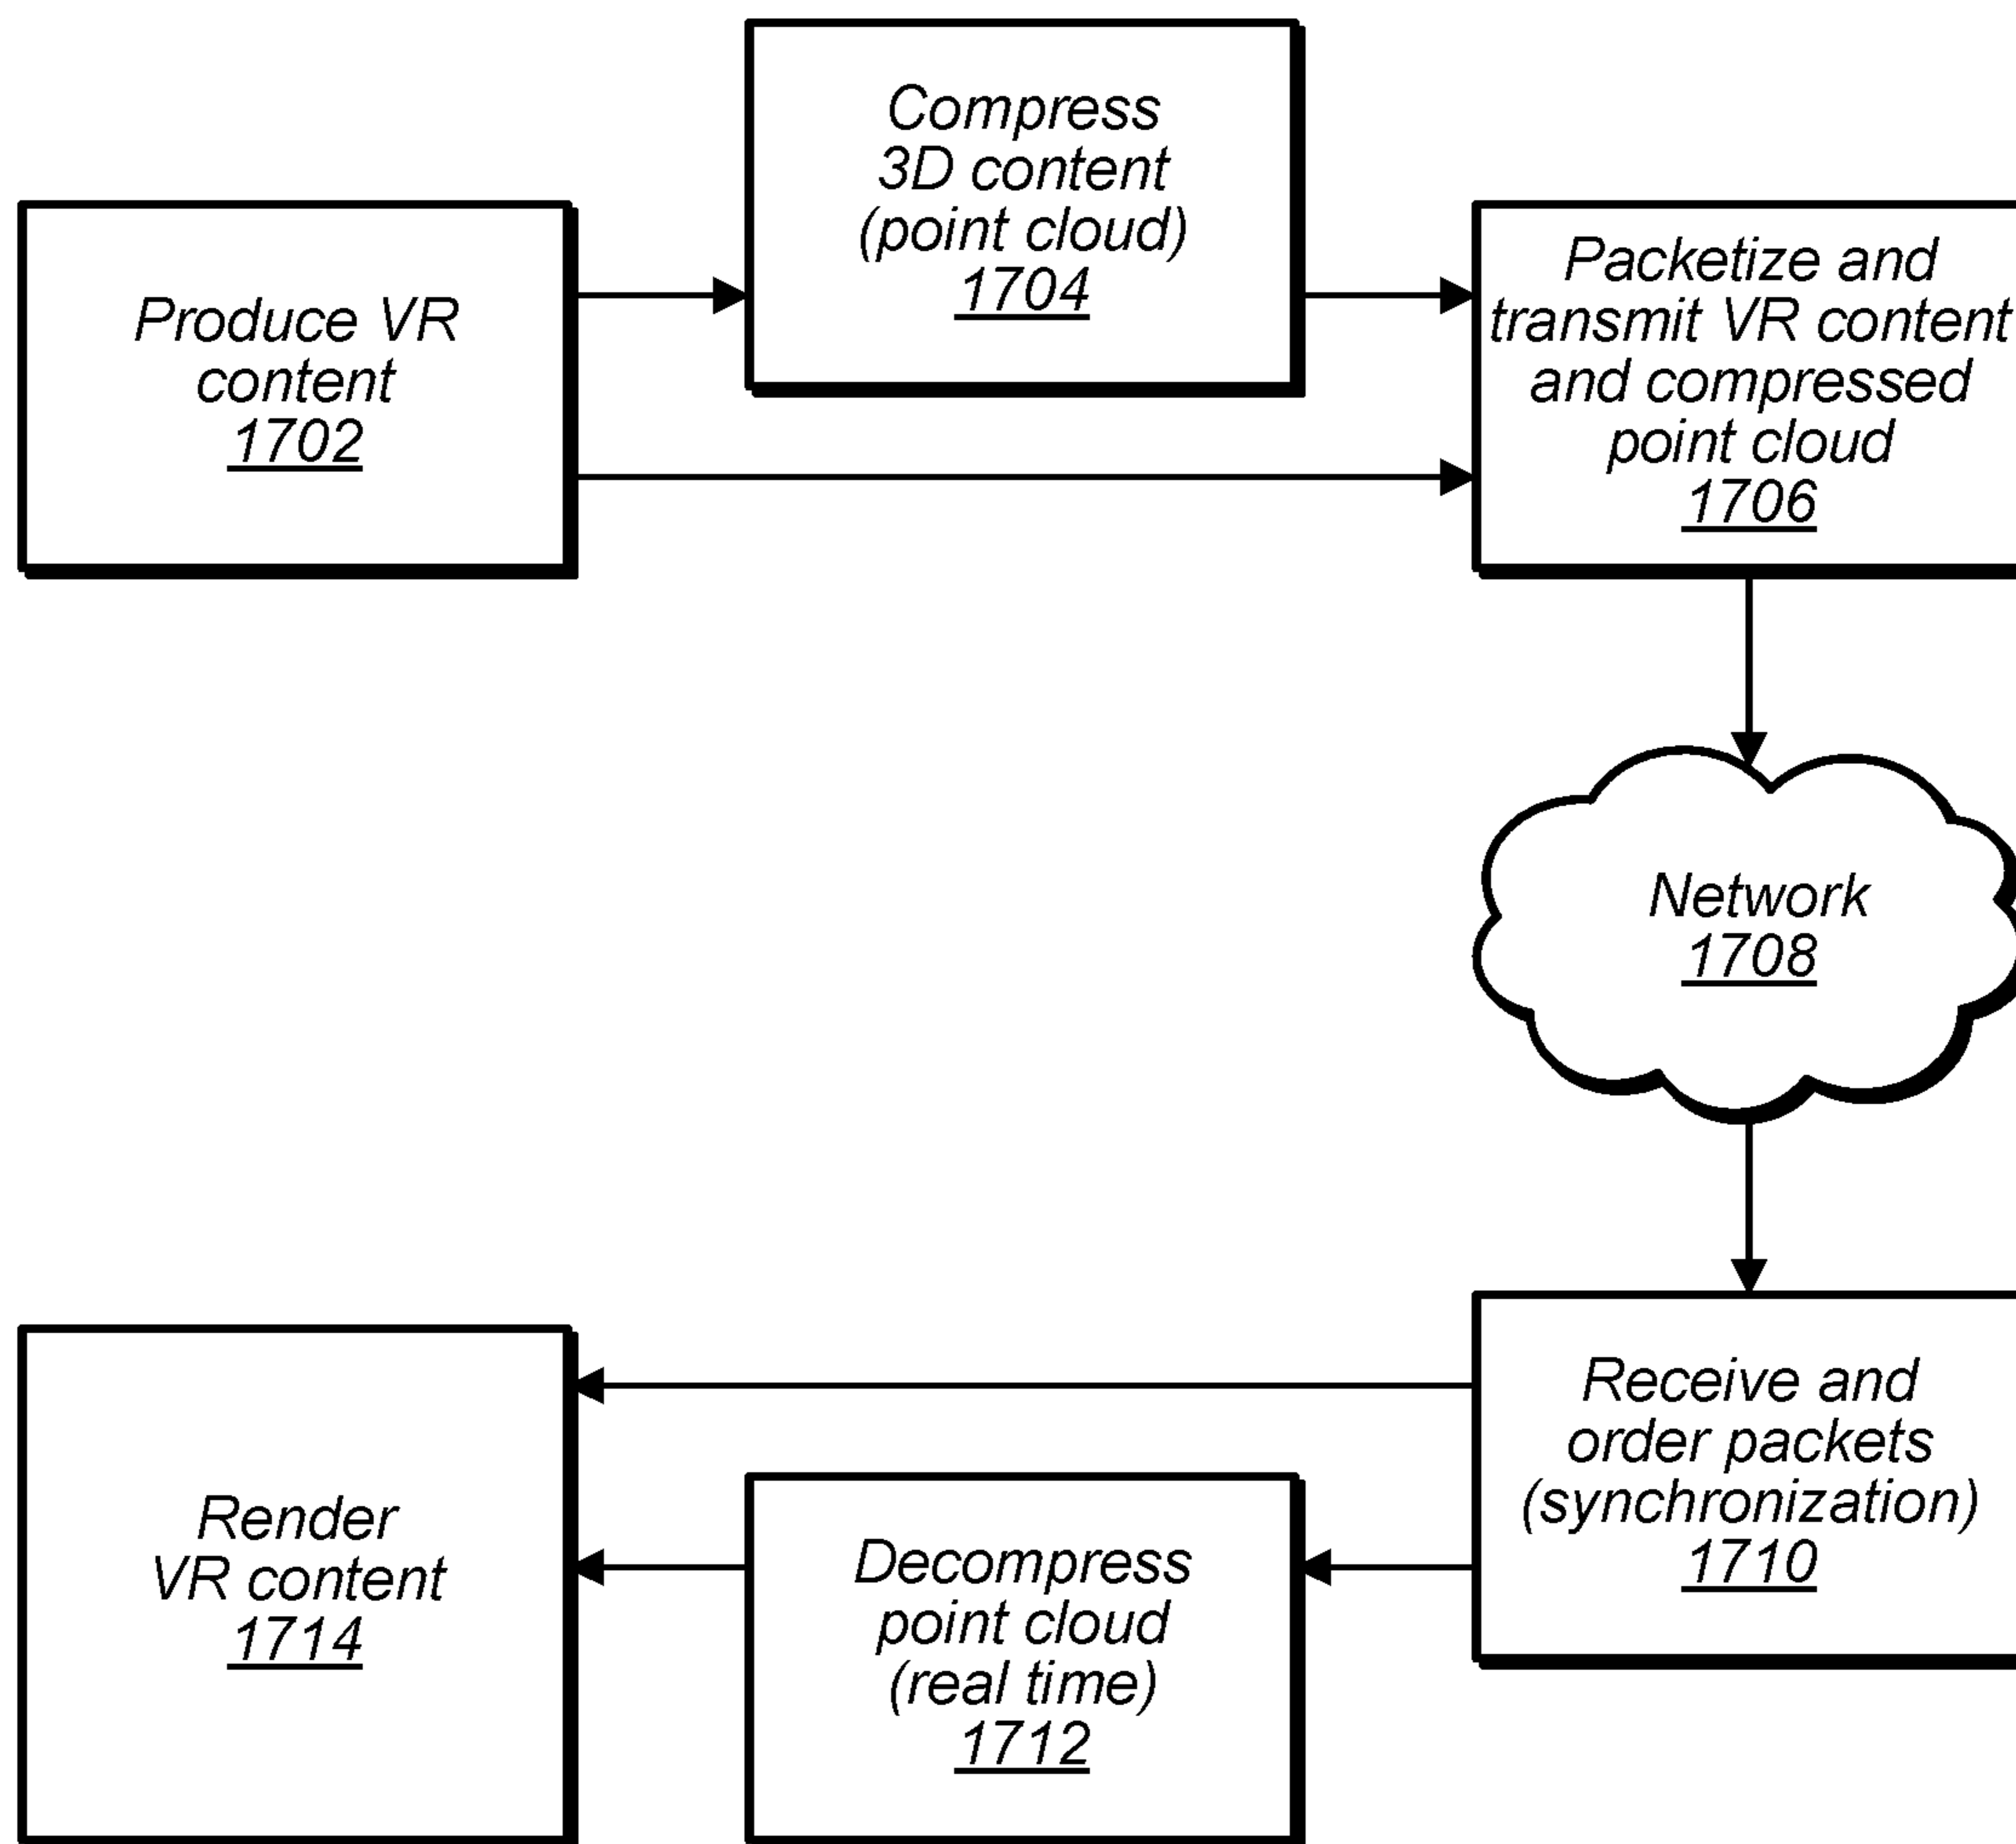 Produce VR
content
1702
Compress
3D content
(point cloud)
1704
Packetize and
transmit VR content
and compressed
point cloud
1706
Network
1708
Receive and
order packets
(synchronization)
1710
Decompress
point cloud
(real time)
1712
Render
VR content
1714